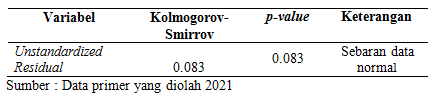 Variabel Kolmogorov-Smirrov p-value Keterangan
Unstandardized Residual 0.083 0.083 Sebaran data normal
Sumber : Data primer yang diolah 2021